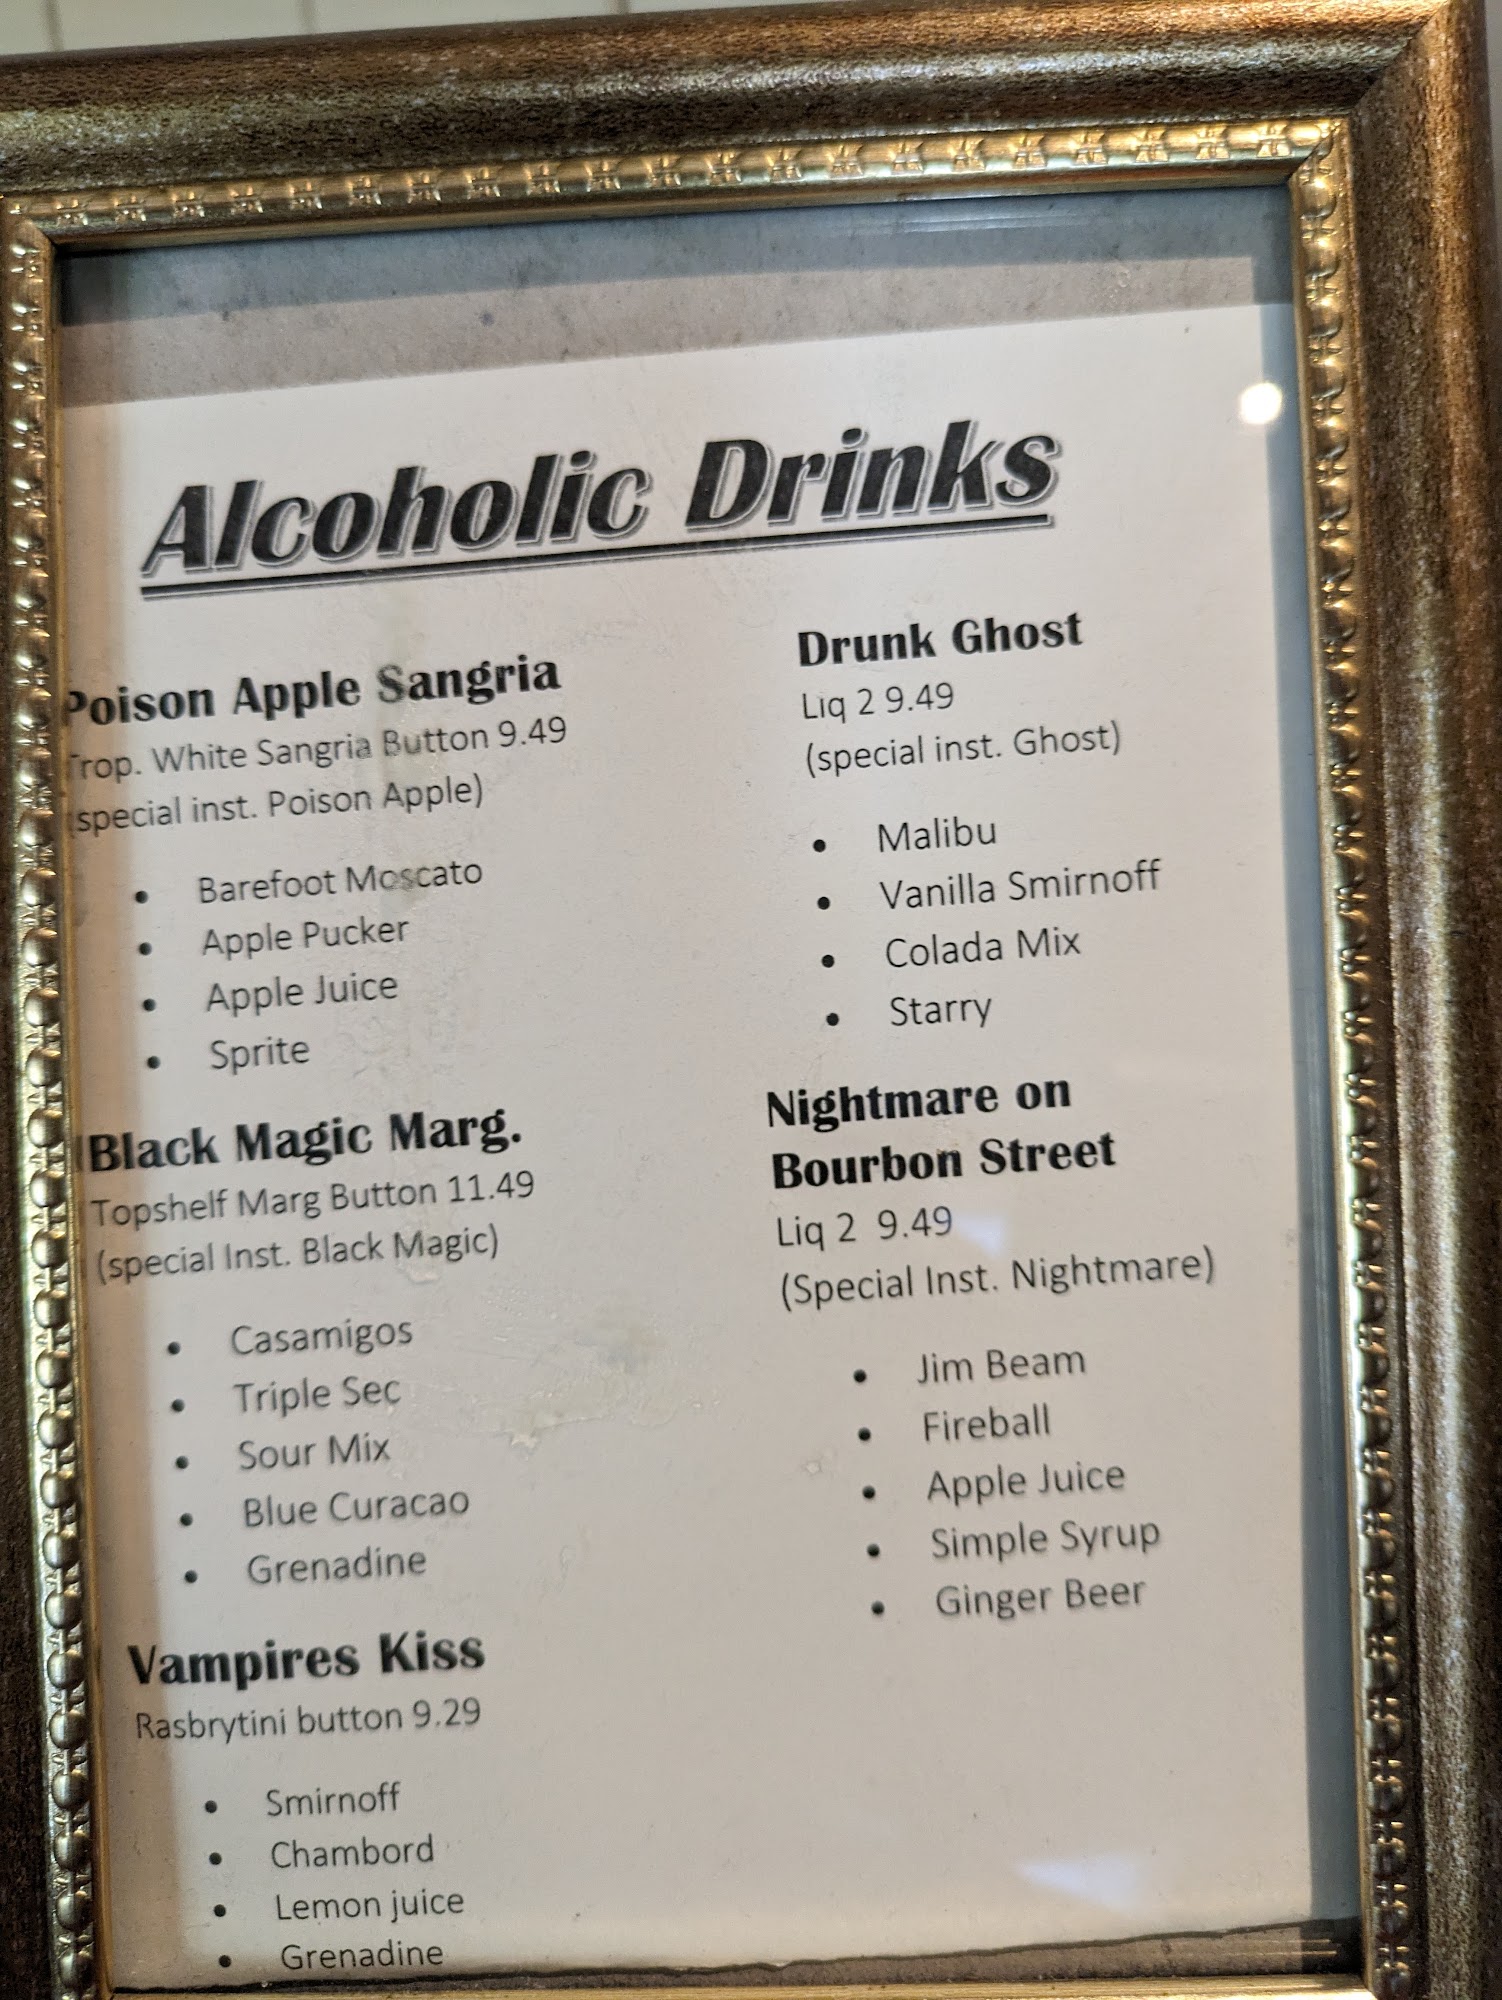 Alcoholic Drinks
Poison Apple Sangria
Trop. White Sangria Button 9.49
(special inst. Poison Apple)
• Barefoot Moscato
• Apple Pucker
• Apple Juice
• Sprite
Black Magic Marg.
Topshelf Marg Button 11.49
(special Inst. Black Magic)
• Casamigos
• Triple Sec
• Sour Mix
• Blue Curacao
• Grenadine
Vampires Kiss
Rasbrytini button 9.29
• Smirnoff
• Chambord
• Lemon juice
• Grenadine
Drunk Ghost
Liq 2 9.49
(special inst. Ghost)
• Malibu
• Vanilla Smirnoff
• Colada Mix
• Starry
Nightmare on
Bourbon Street
Liq 2 9.49
(Special Inst. Nightmare)
• Jim Beam
• Fireball
• Apple Juice
• Simple Syrup
• Ginger Beer